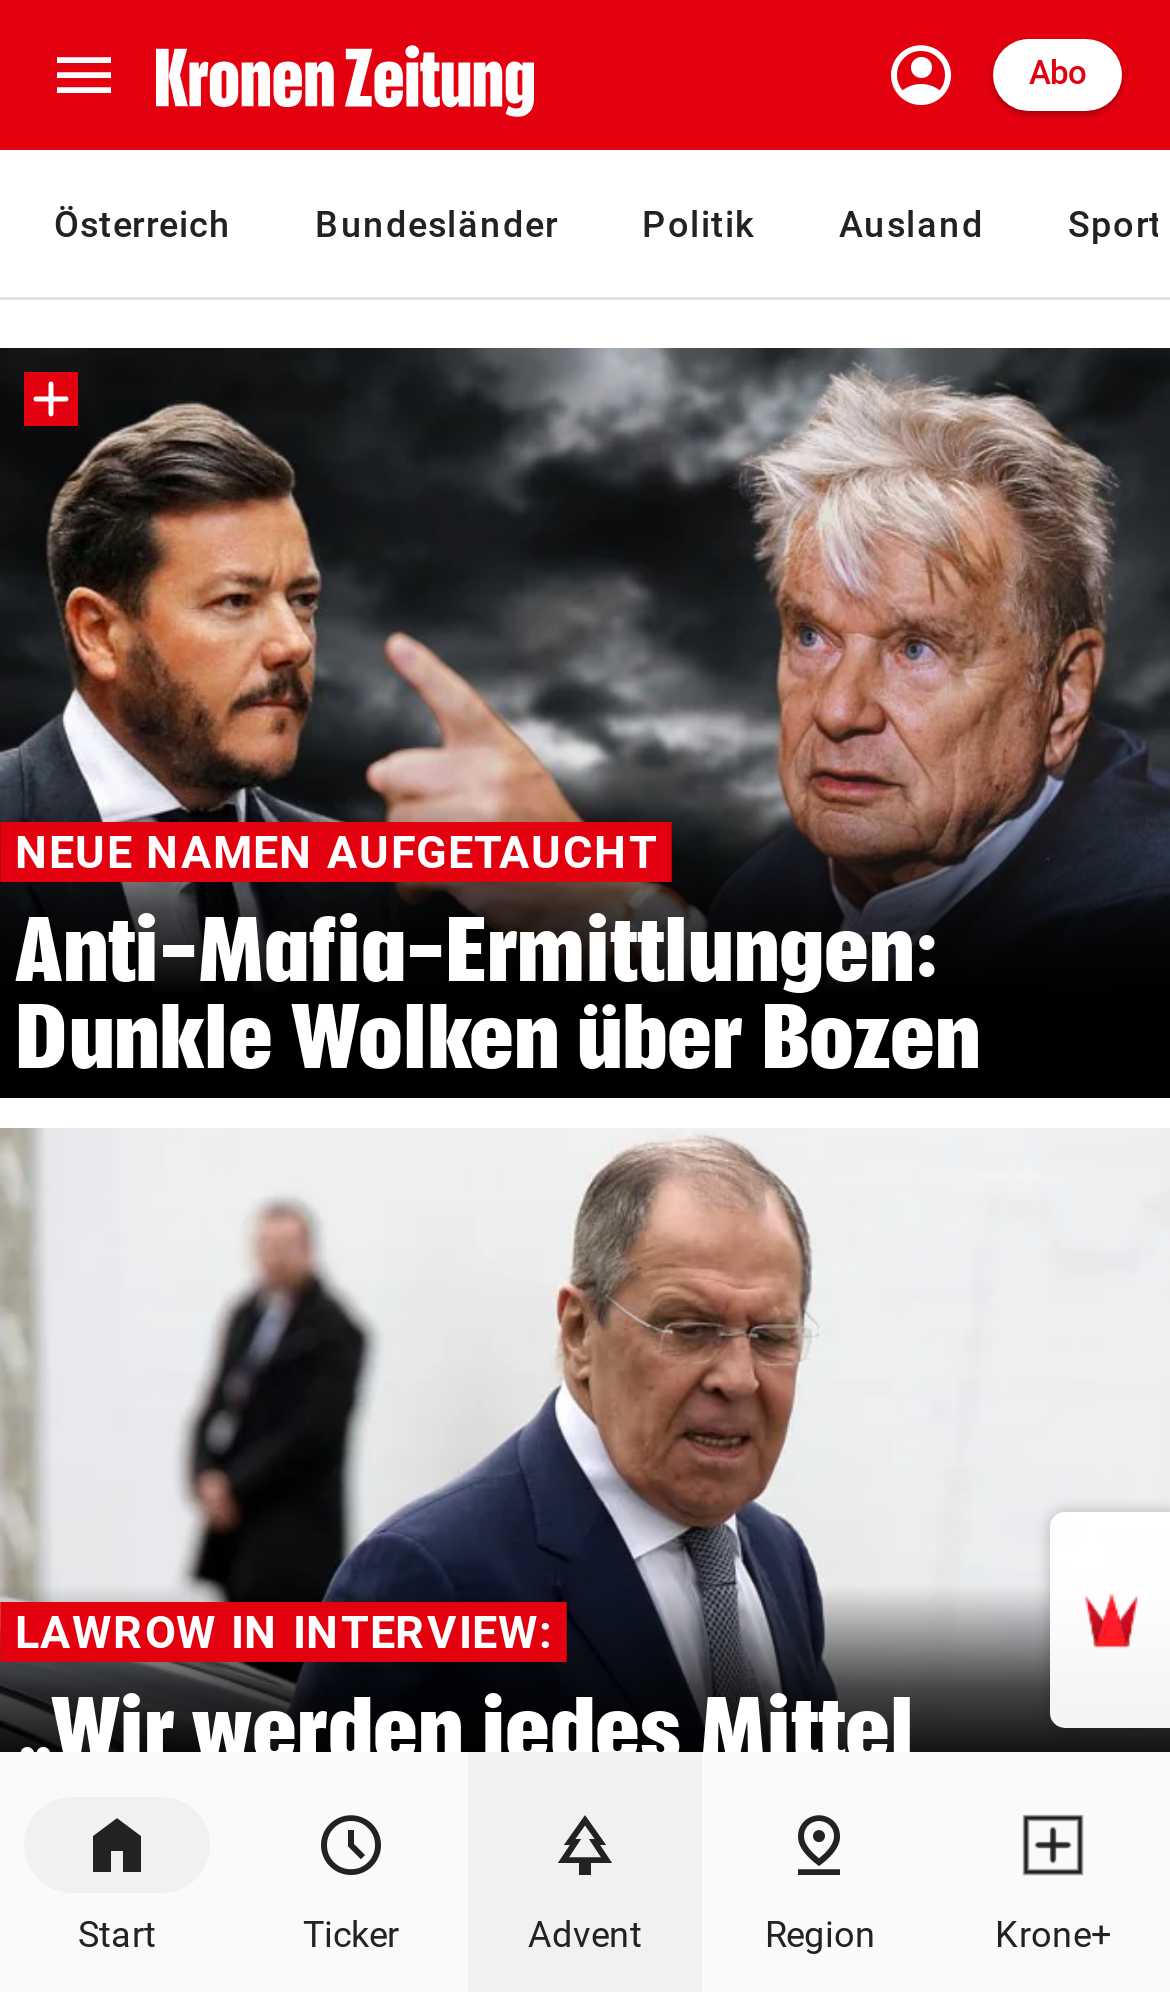 Kronen Zeitung
Abo
Österreich Bundesländer Politik Ausland Sport
NEUE NAMEN AUFGETAUCHT
Anti-Mafia-Ermittlungen:
Dunkle Wolken über Bozen
LAWROW IN INTERVIEW:
„Wir werden jedes Mittel
Start Ticker Advent Region Krone+